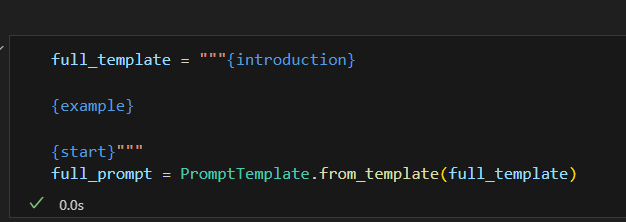 full_template = """{introduction}
{example}
{start}"""
full_prompt = PromptTemplate.from_template(full_template)
0.0s